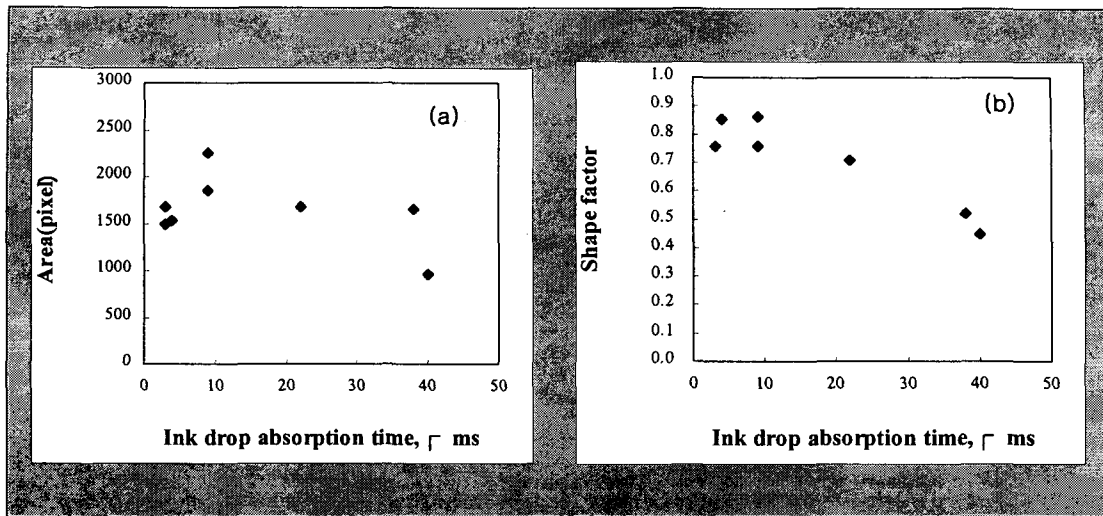 (a)
Area(pixel)
3000
2500
2000
1500
1000
500
0
0 10 20 30 40 50
Ink drop absorption time, ┌ ms
(b)
Shape factor
1.0
0.9
0.8
0.7
0.6
0.5
0.4
0.3
0.2
0.1
0.0
0 10 20 30 40 50
Ink drop absorption time, ┌ ms